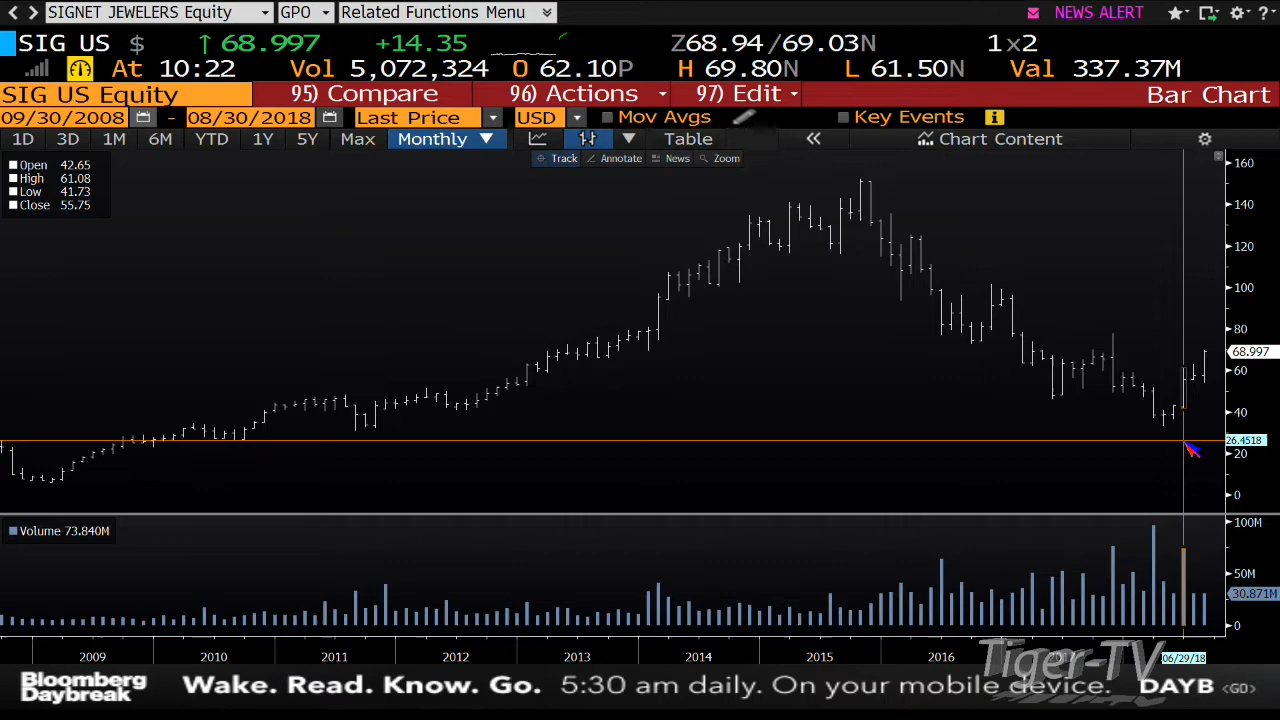 SIGNET JEWELERS Equity GPO Related Functions Menu NEWS ALERT ?
SIG US $ ↑ 68.997 +14.35 Z68.94/69.03N 1x2
At 10:22 Vol 5,072,324 O 62.10P H 69.80N L 61.50N Val 337.37M
SIG US Equity 95) Compare 96) Actions 97) Edit Bar Chart
09/30/2008 - 08/30/2018 Last Price USD Mov Avgs Key Events i
1D 3D 1M 6M YTD 1Y 5Y Max Monthly ▼ Table « Chart Content
Track Annotate News Zoom
Open 42.65
High 61.08
Low 41.73
Close 55.75
160
140
120
100
80
68.997
60
40
26.4518
20
0
Volume 73.840M
100M
50M
30.871M
0
2009 2010 2011 2012 2013 2014 2015 2016 06/29/18
Tiger-TV
Bloomberg
Daybreak
Wake. Read. Know. Go. 5:30 am daily. On your mobile device. DAYB <GO>